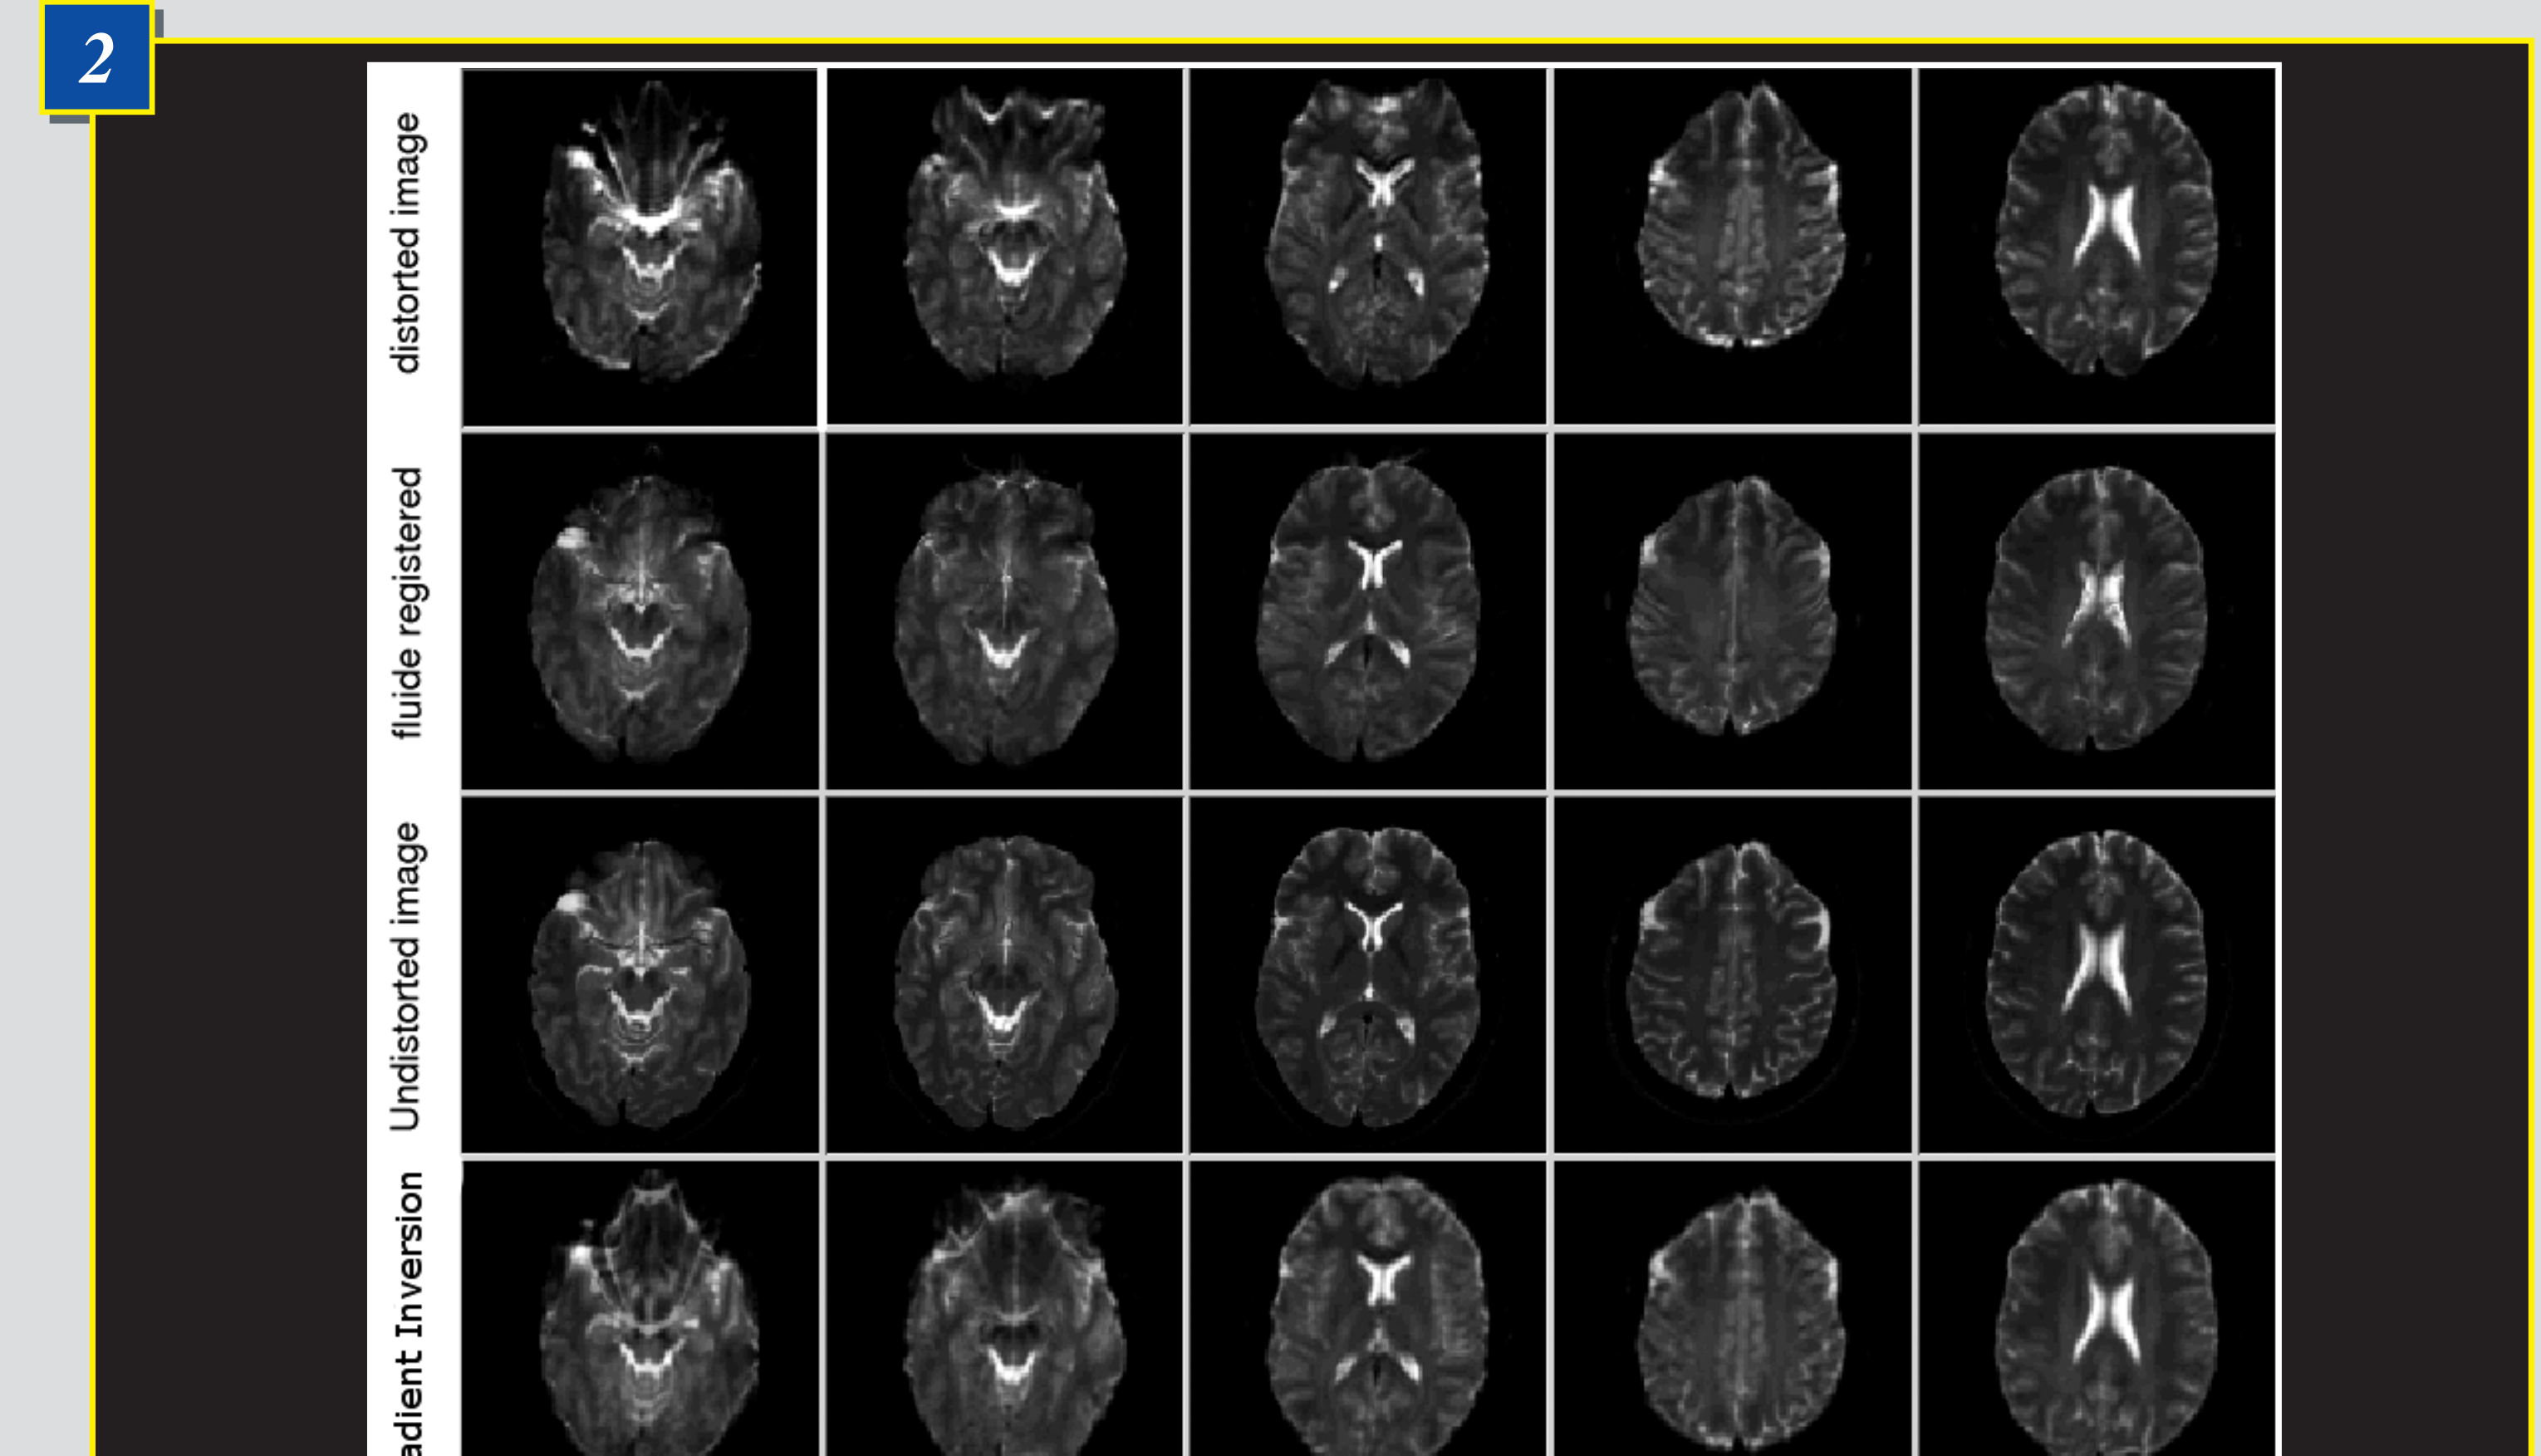 2
distorted image
fluide registered
Undistorted image
adient Inversion